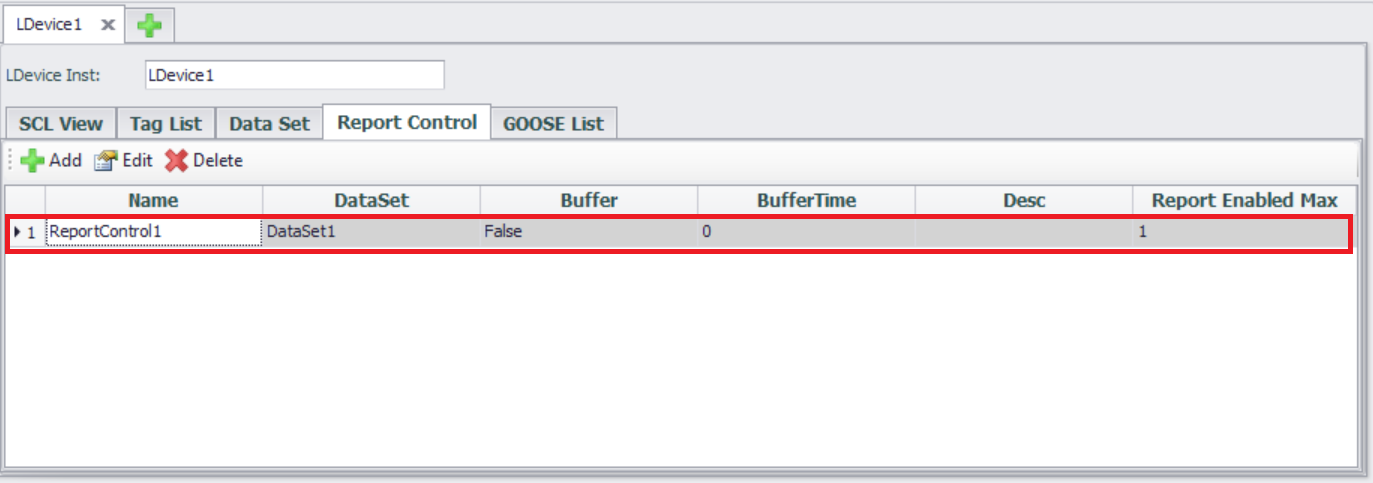 LDevice1
LDevice Inst: LDevice1
SCL View Tag List Data Set Report Control GOOSE List
Add Edit Delete
Name DataSet Buffer BufferTime Desc Report Enabled Max
1 ReportControl1 DataSet1 False 0 1